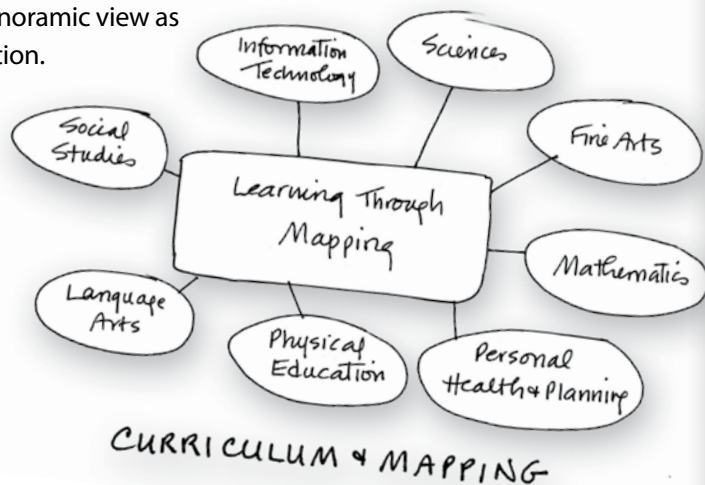 noramic view as
tion.
Information
Technology
Sciences
Social
Studies
Fine Arts
Learning Through
Mapping
Mathematics
Language
Arts
Physical
Education
Personal
Health & Planning
CURRICULUM & MAPPING